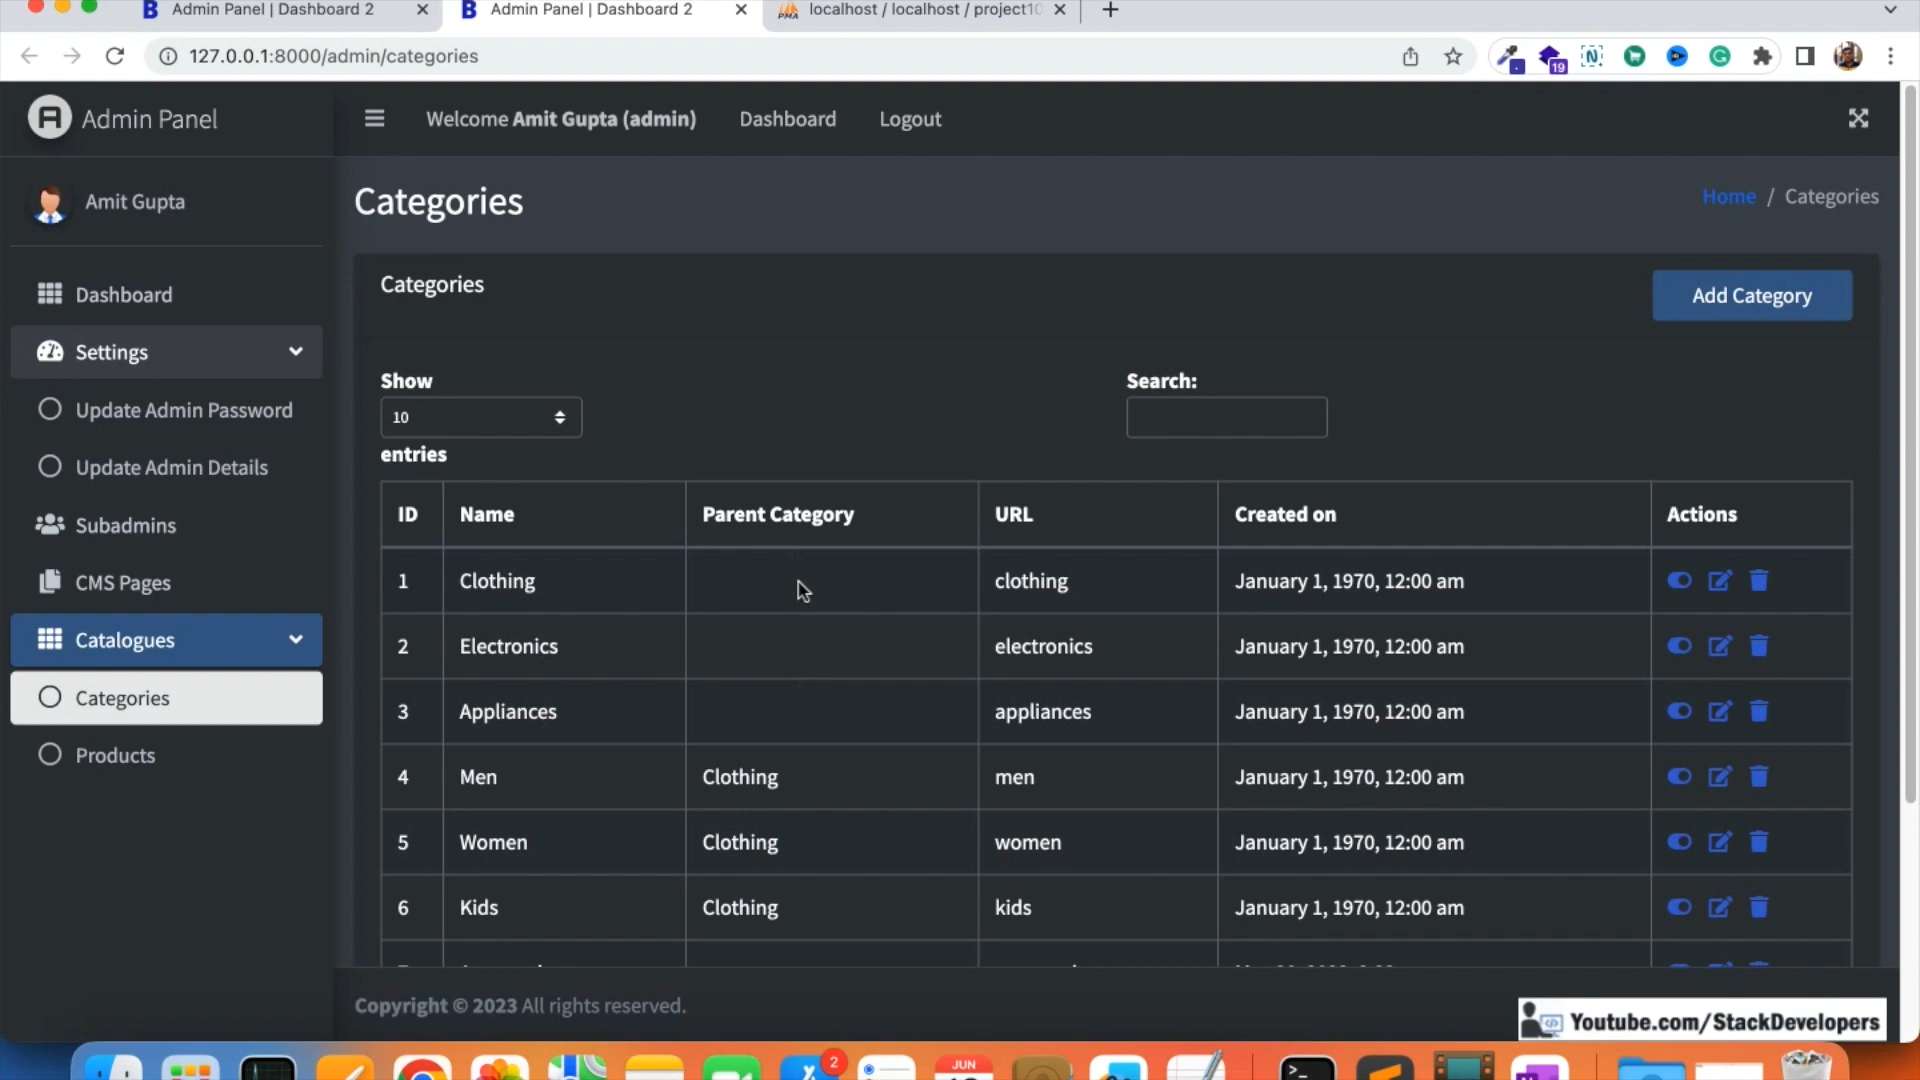 Admin Panel | Dashboard 2
Admin Panel | Dashboard 2
localhost / localhost / project10
127.0.0.1:8000/admin/categories
19
Admin Panel
Welcome Amit Gupta (admin)
Dashboard
Logout
Amit Gupta
Dashboard
Settings
Update Admin Password
Update Admin Details
Subadmins
CMS Pages
Catalogues
Categories
Products
Categories
Home / Categories
Categories
Add Category
Show
Search:
10
entries
ID Name Parent Category URL Created on Actions
1 Clothing clothing January 1, 1970, 12:00 am
2 Electronics electronics January 1, 1970, 12:00 am
3 Appliances appliances January 1, 1970, 12:00 am
4 Men Clothing men January 1, 1970, 12:00 am
5 Women Clothing women January 1, 1970, 12:00 am
6 Kids Clothing kids January 1, 1970, 12:00 am
Copyright © 2023 All rights reserved.
Youtube.com/StackDevelopers
2
JUN